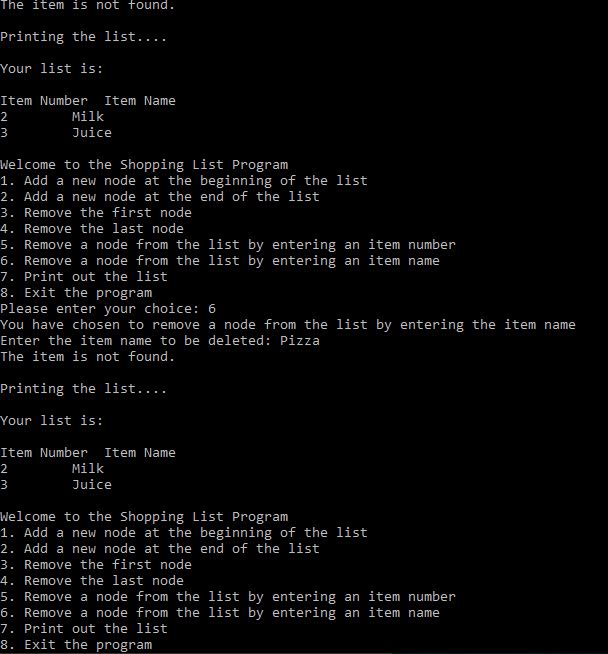 The item is not found.
Printing the list....
Your list is:
Item Number  Item Name
2        Milk
3        Juice
Welcome to the Shopping List Program
1. Add a new node at the beginning of the list
2. Add a new node at the end of the list
3. Remove the first node
4. Remove the last node
5. Remove a node from the list by entering an item number
6. Remove a node from the list by entering an item name
7. Print out the list
8. Exit the program
Please enter your choice: 6
You have chosen to remove a node from the list by entering the item name
Enter the item name to be deleted: Pizza
The item is not found.
Printing the list....
Your list is:
Item Number  Item Name
2        Milk
3        Juice
Welcome to the Shopping List Program
1. Add a new node at the beginning of the list
2. Add a new node at the end of the list
3. Remove the first node
4. Remove the last node
5. Remove a node from the list by entering an item number
6. Remove a node from the list by entering an item name
7. Print out the list
8. Exit the program